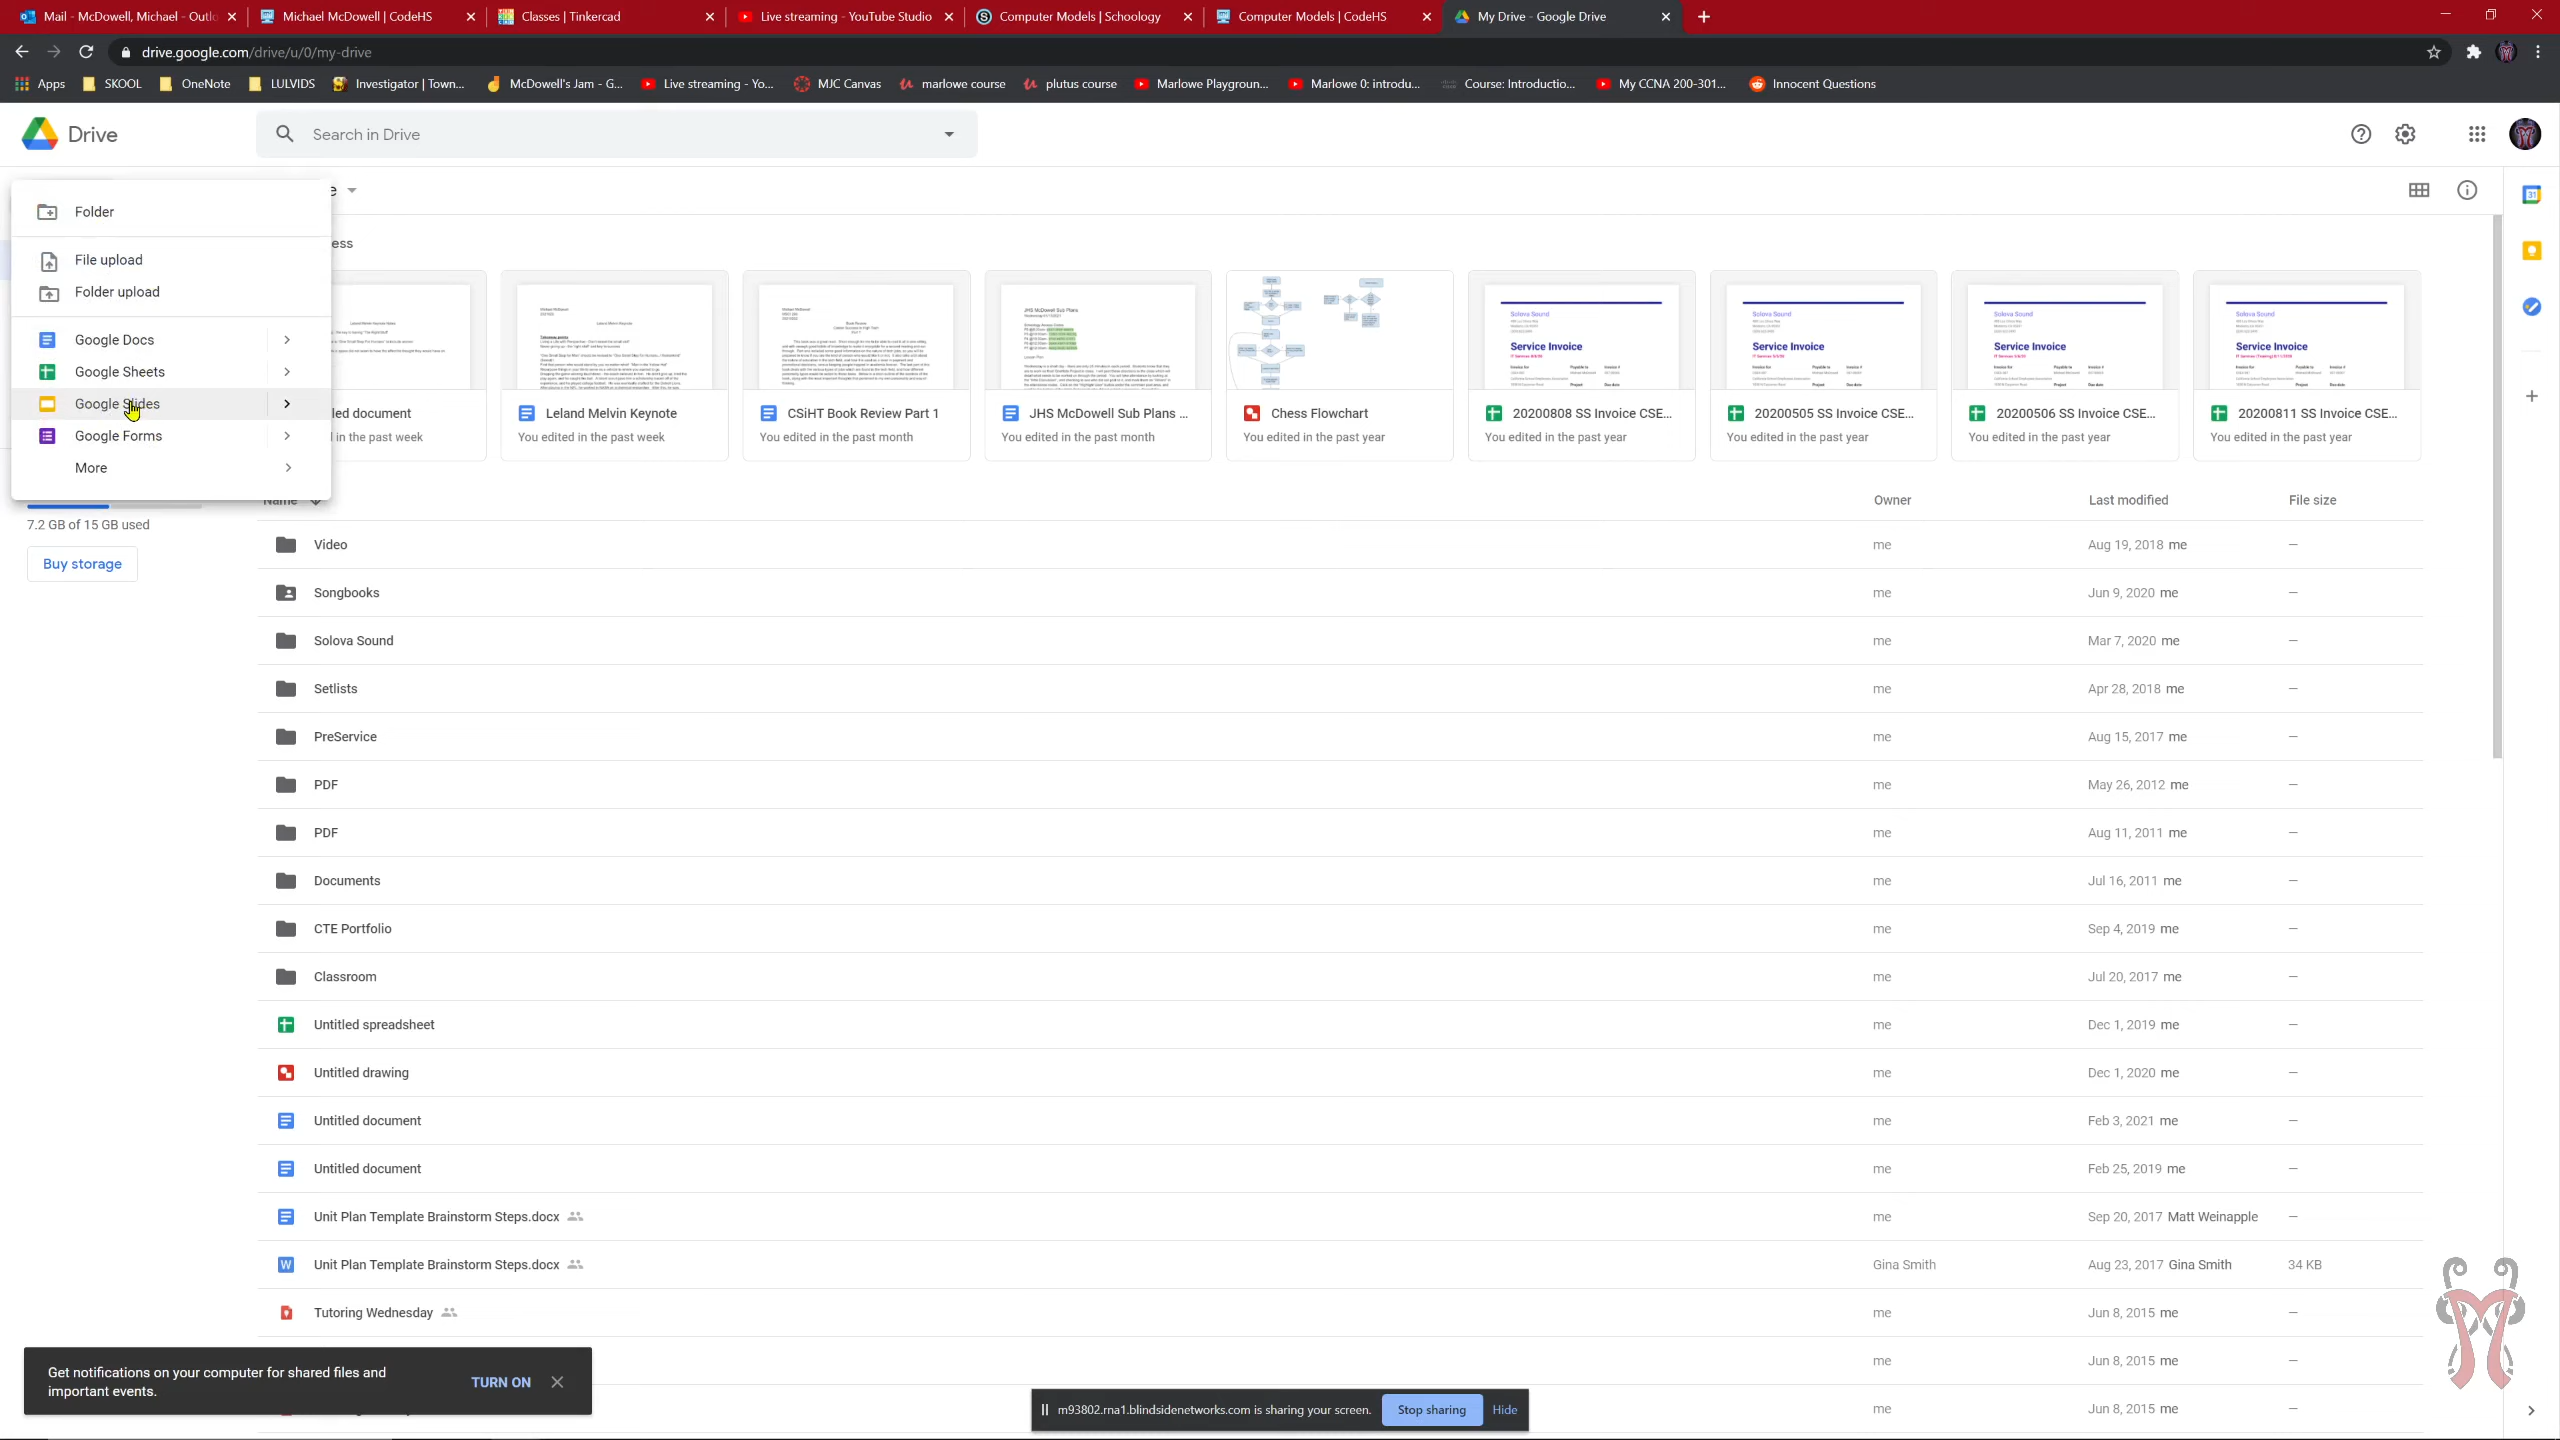 Mail - McDowell, Michael - Outlo
Michael McDowell | CodeHS
Classes | Tinkercad
Live streaming - YouTube Studio
Computer Models | Schoology
Computer Models | CodeHS
My Drive - Google Drive
drive.google.com/drive/u/0/my-drive
Apps
SKOOL
OneNote
LULVIDS
Investigator | Town...
McDowell's Jam - G...
Live streaming - Yo...
MJC Canvas
marlowe course
plutus course
Marlowe Playgroun...
Marlowe 0: introdu...
Course: Introductio...
My CCNA 200-301...
Innocent Questions
Drive
Search in Drive
Folder
File upload
Folder upload
Google Docs
Google Sheets
Google Slides
Google Forms
More
7.2 GB of 15 GB used
Buy storage
e
ess
led document
l in the past week
Leland Melvin Keynote
You edited in the past week
CSiHT Book Review Part 1
You edited in the past month
JHS McDowell Sub Plans
JHS McDowell Sub Plans ...
You edited in the past month
Chess Flowchart
You edited in the past year
Solova Sound
Service Invoice
20200808 SS Invoice CSE...
You edited in the past year
Solova Sound
Service Invoice
20200505 SS Invoice CSE...
You edited in the past year
Solova Sound
Service Invoice
20200506 SS Invoice CSE...
You edited in the past year
Solova Sound
Service Invoice
20200811 SS Invoice CSE...
You edited in the past year
Name Owner Last modified File size
Video me Aug 19, 2018 me —
Songbooks me Jun 9, 2020 me —
Solova Sound me Mar 7, 2020 me —
Setlists me Apr 28, 2018 me —
PreService me Aug 15, 2017 me —
PDF me May 26, 2012 me —
PDF me Aug 11, 2011 me —
Documents me Jul 16, 2011 me —
CTE Portfolio me Sep 4, 2019 me —
Classroom me Jul 20, 2017 me —
Untitled spreadsheet me Dec 1, 2019 me —
Untitled drawing me Dec 1, 2020 me —
Untitled document me Feb 3, 2021 me —
Untitled document me Feb 25, 2019 me —
Unit Plan Template Brainstorm Steps.docx me Sep 20, 2017 Matt Weinapple —
Unit Plan Template Brainstorm Steps.docx Gina Smith Aug 23, 2017 Gina Smith 34 KB
Tutoring Wednesday me Jun 8, 2015 me —
me Jun 8, 2015 me —
me Jun 8, 2015 me —
Get notifications on your computer for shared files and
important events.
TURN ON
m93802.rna1.blindsidenetworks.com is sharing your screen.
Stop sharing
Hide